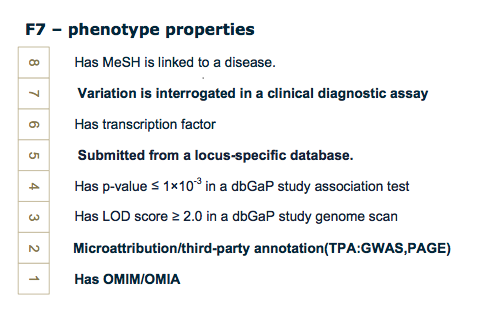 F7 – phenotype properties
8 Has MeSH is linked to a disease.
7 Variation is interrogated in a clinical diagnostic assay
6 Has transcription factor
5 Submitted from a locus-specific database.
4 Has p-value ≤ 1×10⁻³ in a dbGaP study association test
3 Has LOD score ≥ 2.0 in a dbGaP study genome scan
2 Microattribution/third-party annotation(TPA:GWAS,PAGE)
1 Has OMIM/OMIA